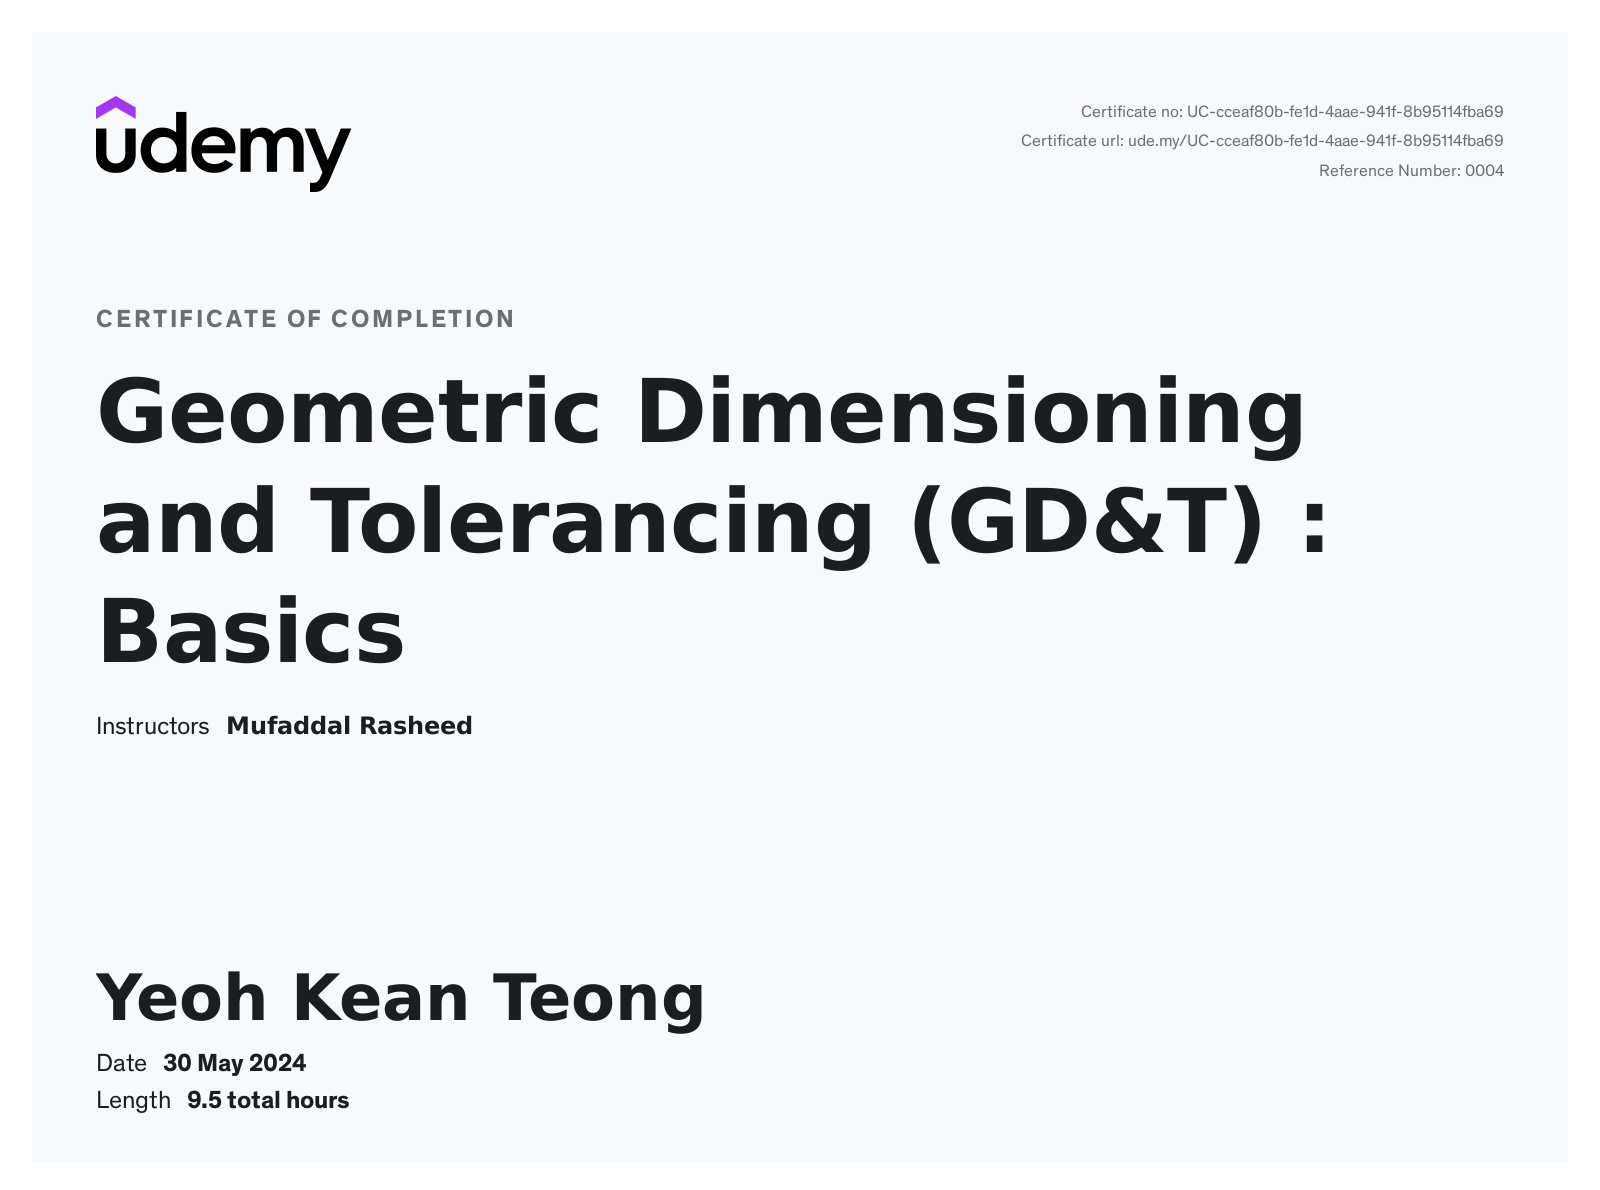 udemy
Certificate no: UC-cceaf80b-fe1d-4aae-941f-8b95114fba69
Certificate url: ude.my/UC-cceaf80b-fe1d-4aae-941f-8b95114fba69
Reference Number: 0004
CERTIFICATE OF COMPLETION
Geometric Dimensioning
and Tolerancing (GD&T) :
Basics
Instructors Mufaddal Rasheed
Yeoh Kean Teong
Date 30 May 2024
Length 9.5 total hours